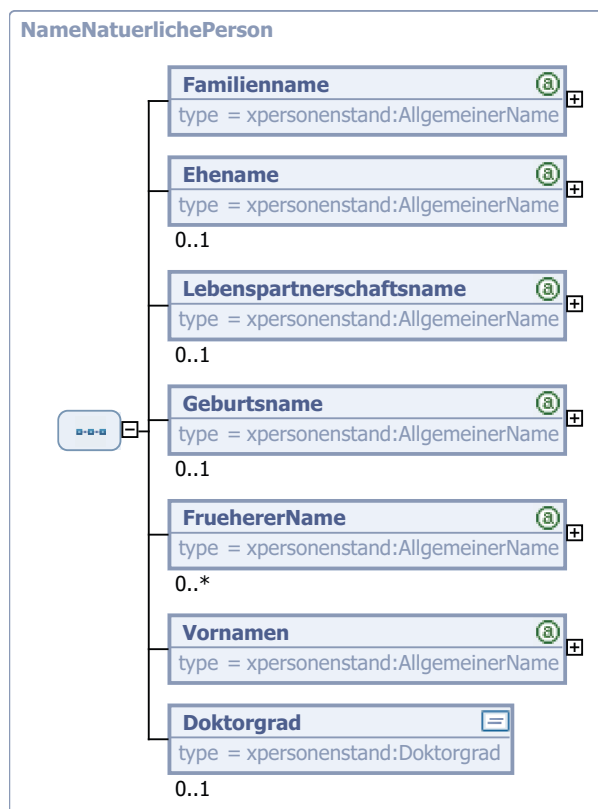 NameNatuerlichePerson
Familienname
type = xpersonenstand:AllgemeinerName
Ehename
type = xpersonenstand:AllgemeinerName
0..1
Lebenspartnerschaftsname
type = xpersonenstand:AllgemeinerName
0..1
Geburtsname
type = xpersonenstand:AllgemeinerName
0..1
FruehererName
type = xpersonenstand:AllgemeinerName
0..*
Vornamen
type = xpersonenstand:AllgemeinerName
Doktorgrad
type = xpersonenstand:Doktorgrad
0..1